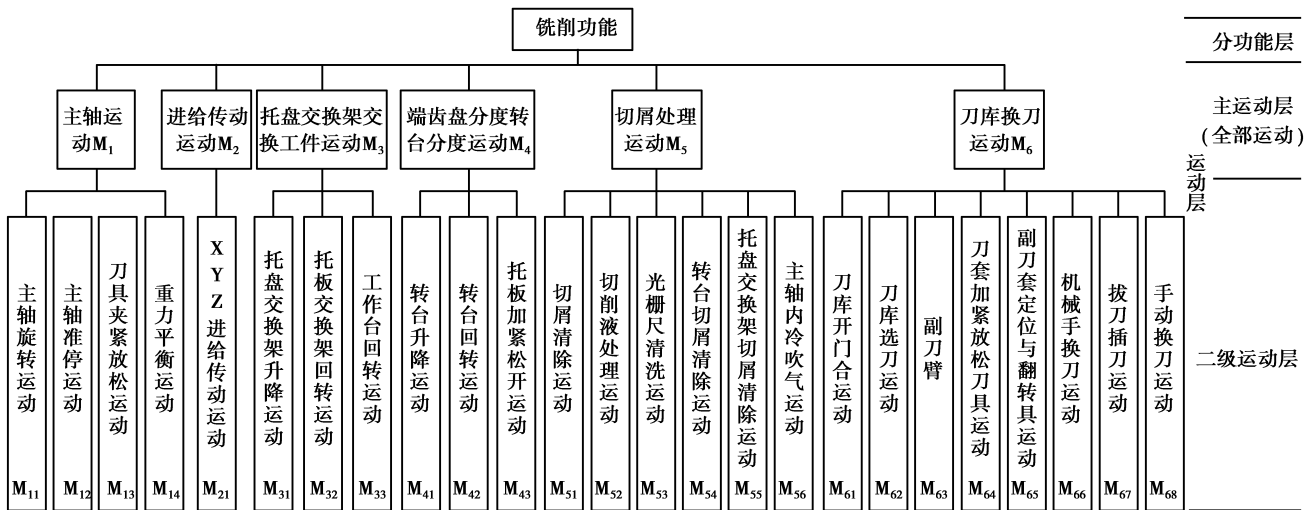 铣削功能
分功能层
主轴运
动M₁
进给传动
运动M₂
托盘交换架交
换工件运动M₃
端齿盘分度转
台分度运动M₄
切屑处理
运动M₅
刀库换刀
运动M₆
主运动层
(全部运动)
运动层
主轴旋转运动 M₁₁
主轴准停运动 M₁₂
刀具夹紧放松运动 M₁₃
重力平衡运动 M₁₄
XYZ进给传动运动 M₂₁
托盘交换架升降运动 M₃₁
托板交换架回转运动 M₃₂
工作台回转运动 M₃₃
转台升降运动 M₄₁
转台回转运动 M₄₂
托板加紧松开运动 M₄₃
切屑清除运动 M₅₁
切削液处理运动 M₅₂
光栅尺清洗运动 M₅₃
转台切屑清除运动 M₅₄
托盘交换架切屑清除运动 M₅₅
主轴内冷吹气运动 M₅₆
刀库开门合运动 M₆₁
刀库选刀运动 M₆₂
副刀臂 M₆₃
刀套加紧放松刀具运动 M₆₄
副刀套定位与翻转具运动 M₆₅
机械手换刀运动 M₆₆
拔刀插刀运动 M₆₇
手动换刀运动 M₆₈
二级运动层